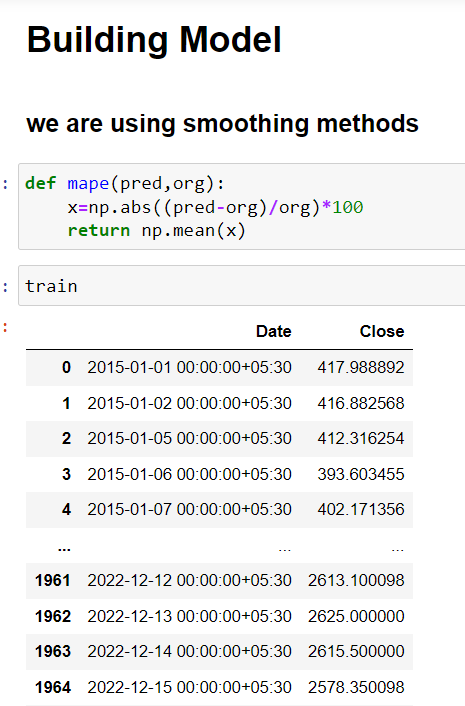 Building Model
we are using smoothing methods
: def mape(pred,org):
x=np.abs((pred-org)/org)*100
return np.mean(x)
: train
:
Date Close
0 2015-01-01 00:00:00+05:30 417.988892
1 2015-01-02 00:00:00+05:30 416.882568
2 2015-01-05 00:00:00+05:30 412.316254
3 2015-01-06 00:00:00+05:30 393.603455
4 2015-01-07 00:00:00+05:30 402.171356
... ... ...
1961 2022-12-12 00:00:00+05:30 2613.100098
1962 2022-12-13 00:00:00+05:30 2625.000000
1963 2022-12-14 00:00:00+05:30 2615.500000
1964 2022-12-15 00:00:00+05:30 2578.350098